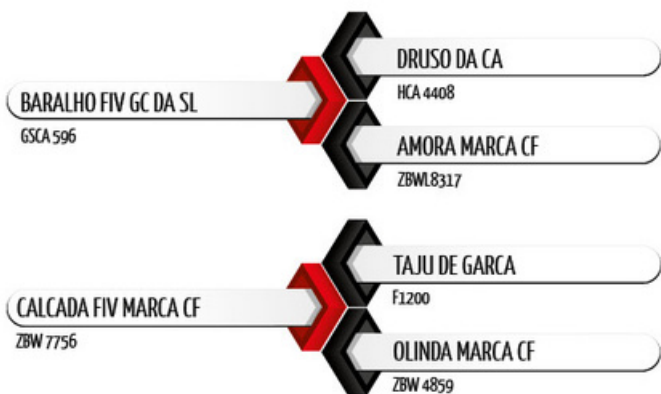 DRUSO DA CA
HCA 4408
BARALHO FIV GC DA SL
GSCA 596
AMORA MARCA CF
ZBWL8317
TAJU DE GARCA
F1200
CALCADA FIV MARCA CF
ZBW 7756
OLINDA MARCA CF
ZBW 4859